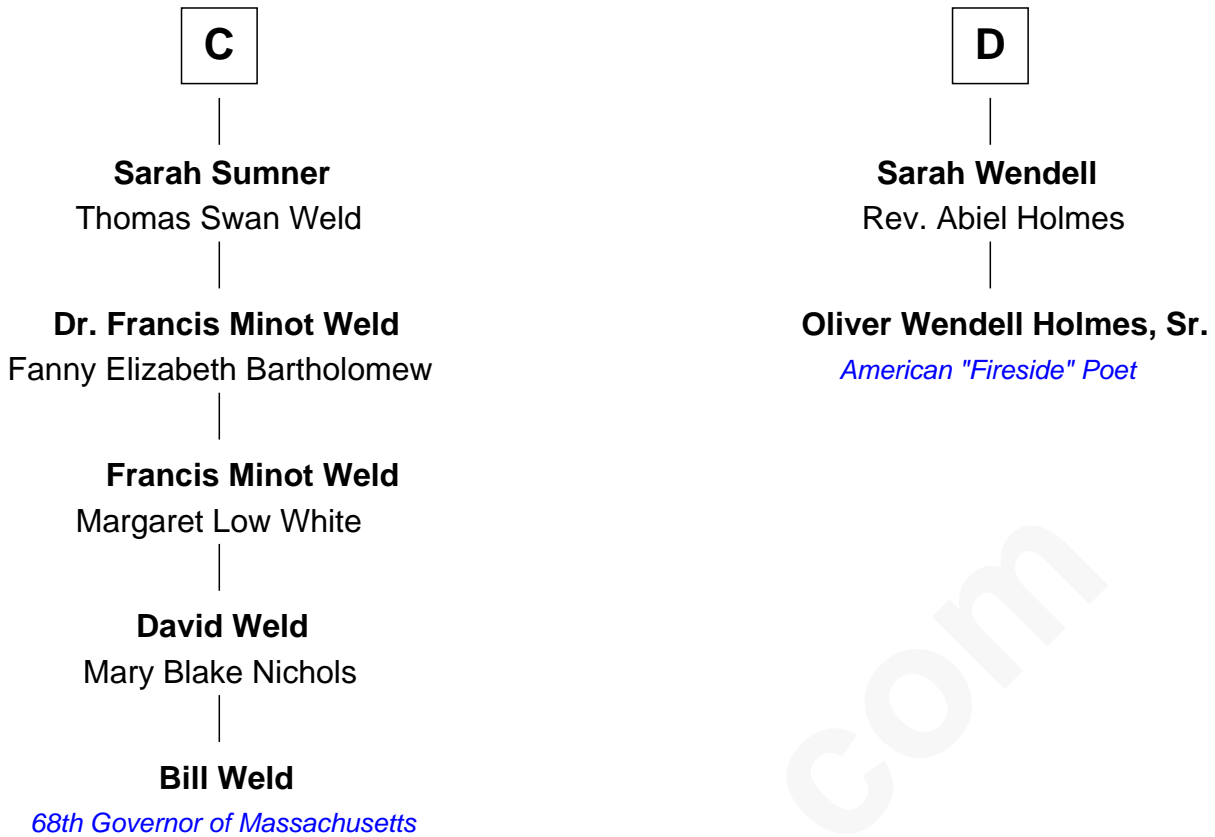 C
Sarah Sumner
Thomas Swan Weld
Dr. Francis Minot Weld
Fanny Elizabeth Bartholomew
Francis Minot Weld
Margaret Low White
David Weld
Mary Blake Nichols
Bill Weld
68th Governor of Massachusetts
D
Sarah Wendell
Rev. Abiel Holmes
Oliver Wendell Holmes, Sr.
American "Fireside" Poet
com